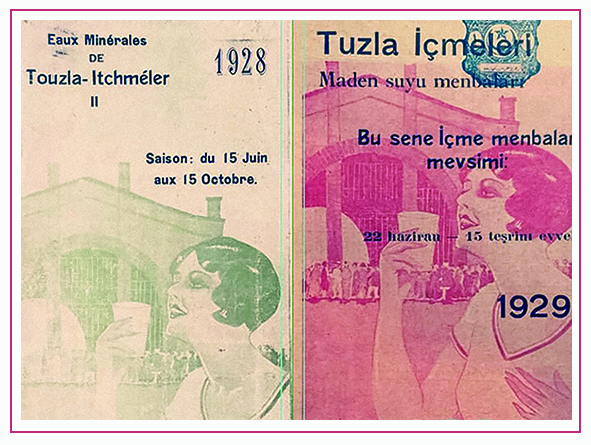 Eaux Minérales
DE
Touzla-Itchméler
II
1928
Saison: du 15 Juin
aux 15 Octobre.
Tuzla İçmeleri
Maden suyu menbaları
Bu sene İçme menbalar
mevsimi:
22 haziran — 15 teşrini evvel
1929